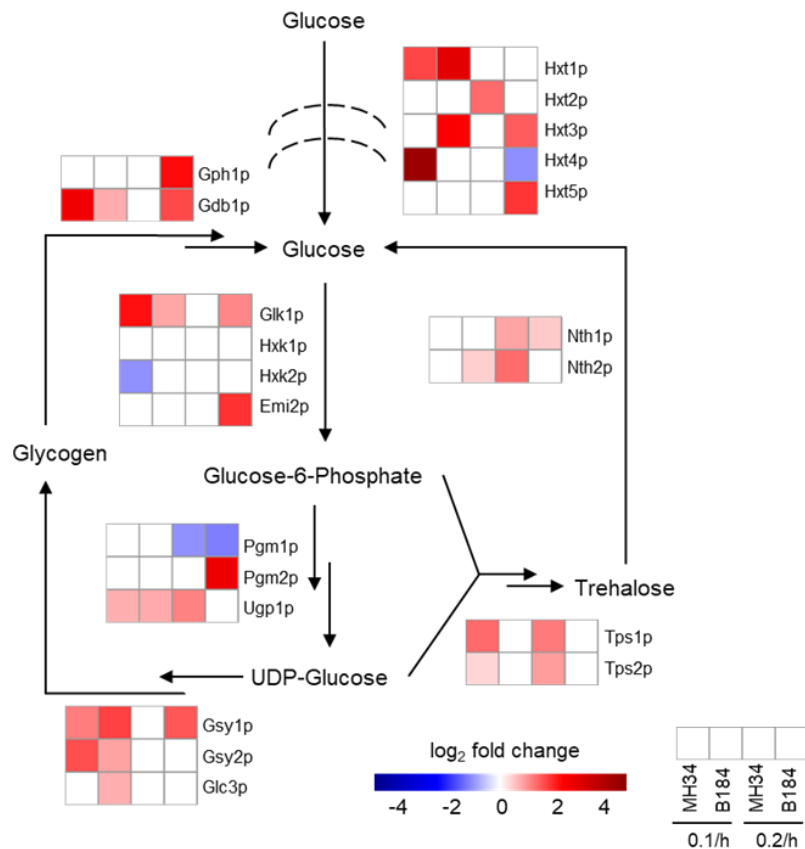 Glucose
Hxt1p
Hxt2p
Hxt3p
Hxt4p
Hxt5p
Gph1p
Gdb1p
Glucose
Glk1p
Hxk1p
Hxk2p
Emi2p
Nth1p
Nth2p
Glycogen
Glucose-6-Phosphate
Pgm1p
Pgm2p
Ugp1p
Trehalose
Tps1p
Tps2p
UDP-Glucose
Gsy1p
Gsy2p
Glc3p
log₂ fold change
-4 -2 0 2 4
MH34
B184
MH34
B184
0.1/h 0.2/h